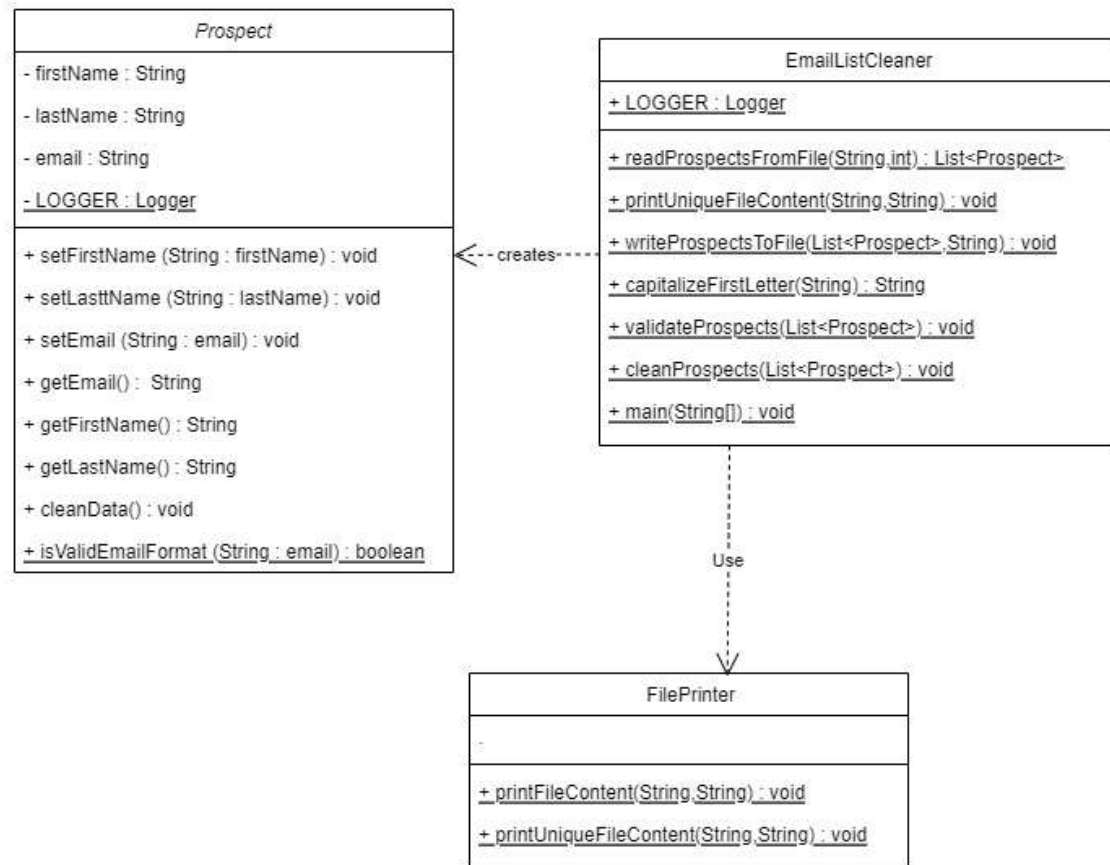 Prospect
- firstName : String
- lastName : String
- email : String
- LOGGER : Logger
+ setFirstName (String : firstName) : void
+ setLasttName (String : lastName) : void
+ setEmail (String : email) : void
+ getEmail() :  String
+ getFirstName() : String
+ getLastName() : String
+ cleanData() : void
+ isValidEmailFormat (String : email) : boolean
creates
EmailListCleaner
+ LOGGER : Logger
+ readProspectsFromFile(String,int) : List<Prospect>
+ printUniqueFileContent(String,String) : void
+ writeProspectsToFile(List<Prospect>,String) : void
+ capitalizeFirstLetter(String) : String
+ validateProspects(List<Prospect>) : void
+ cleanProspects(List<Prospect>) : void
+ main(String[]) : void
Use
FilePrinter
.
+ printFileContent(String,String) : void
+ printUniqueFileContent(String,String) : void